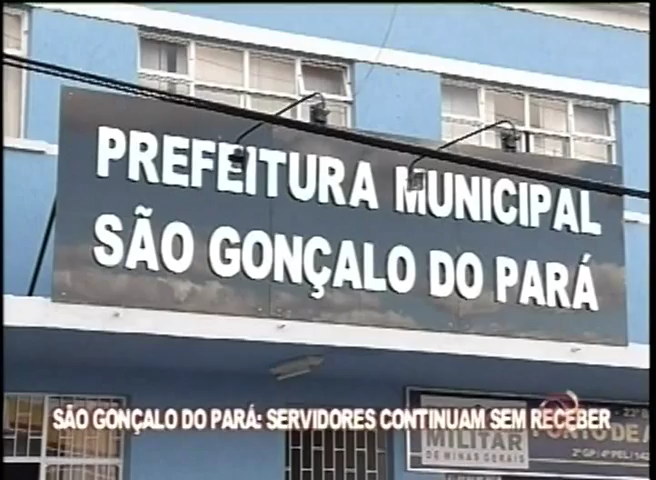 PREFEITURA MUNICIPAL
SÃO GONÇALO DO PARÁ
SÃO GONÇALO DO PARÁ: SERVIDORES CONTINUAM SEM RECEBER
MILITAR
DE MINAS GERAIS